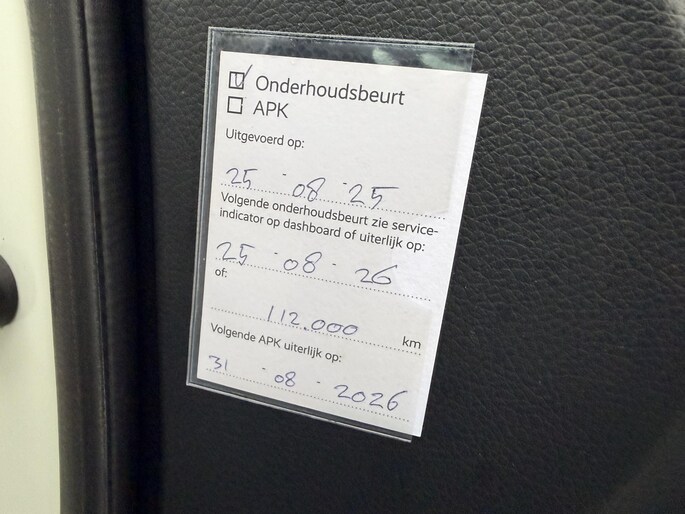 Onderhoudsbeurt
APK
Uitgevoerd op:
25 - 08 - 25
Volgende onderhoudsbeurt zie service-
indicator op dashboard of uiterlijk op:
25 - 08 - 26
of:
112.000 km
Volgende APK uiterlijk op:
31 - 08 - 2026